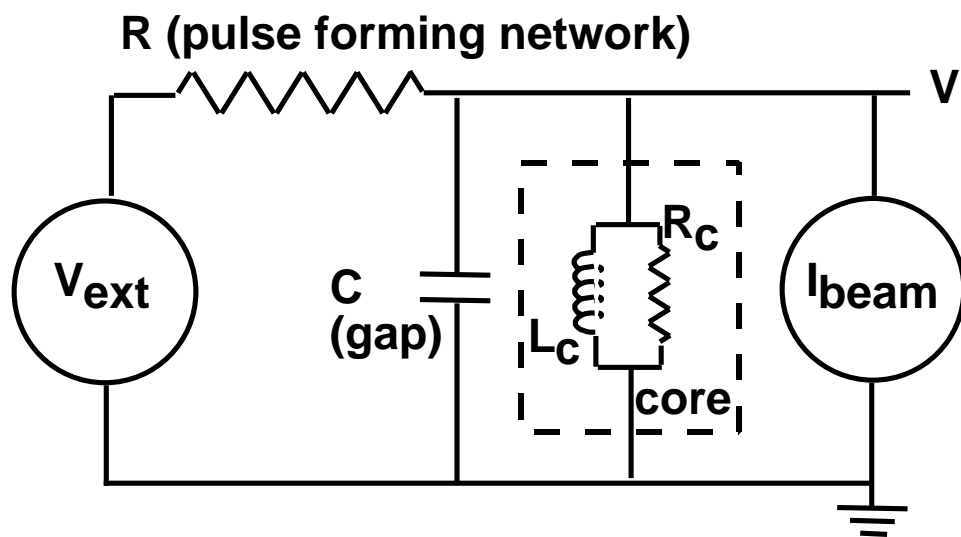 R (pulse forming network)
V
Vext
C
(gap)
Lc
Rc
core
Ibeam